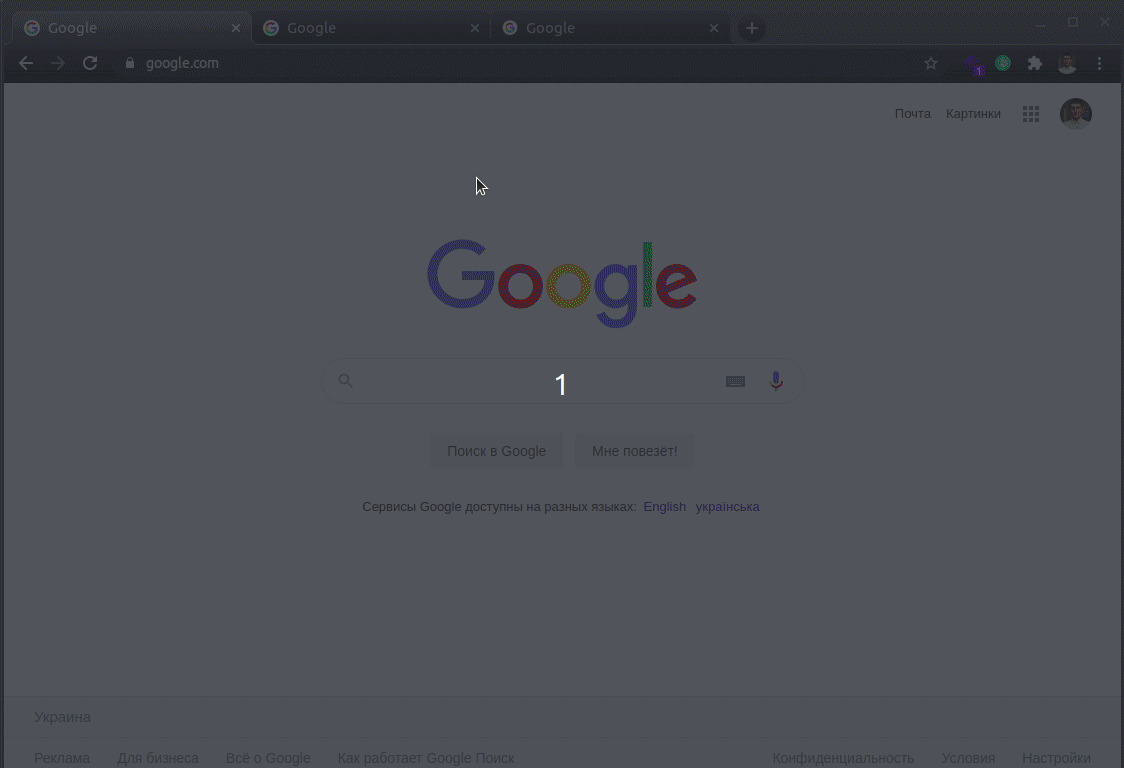 Google Google Google
google.com
1
Почта Картинки
Google
1
Поиск в Google Мне повезёт!
Сервисы Google доступны на разных языках: English українська
Украина
Реклама Для бизнеса Всё о Google Как работает Google Поиск Конфиденциальность Условия Настройки